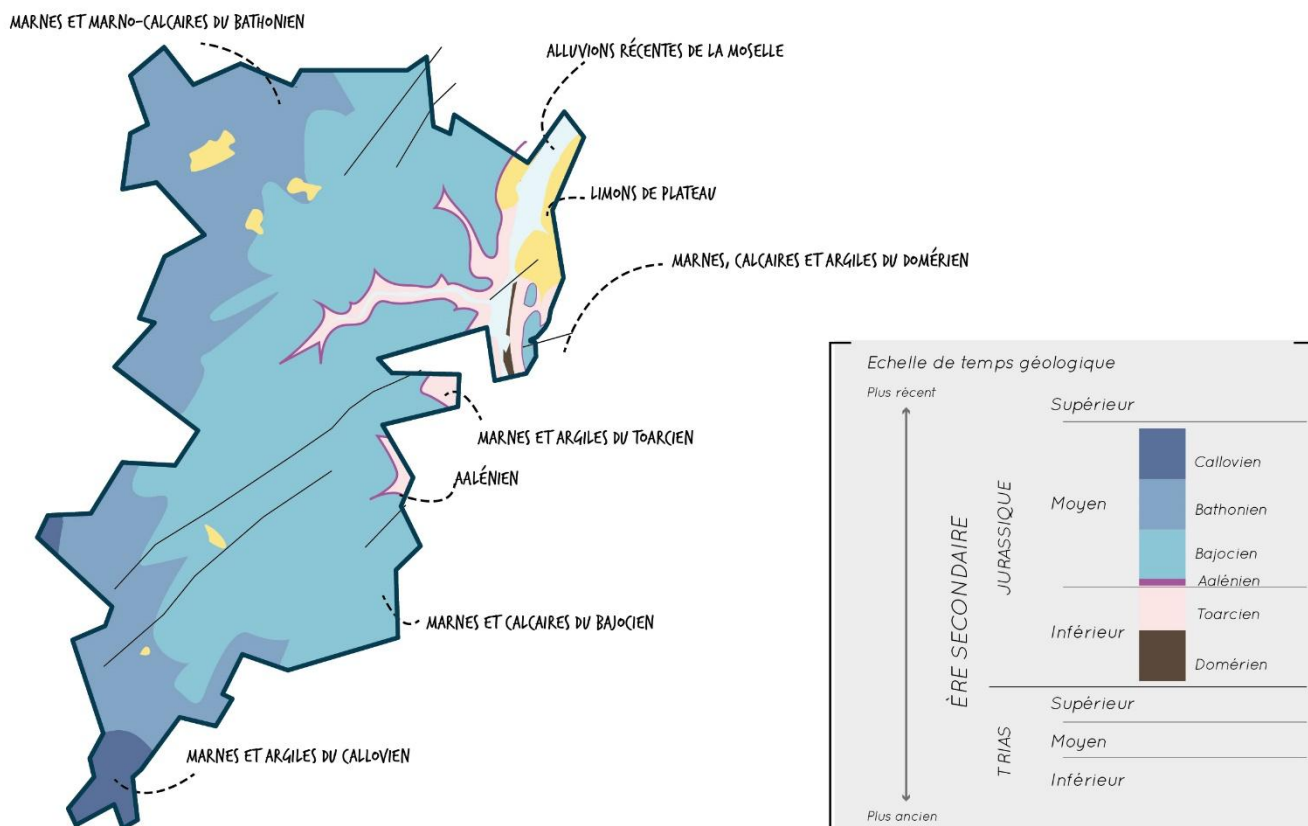 MARNES ET MARNO-CALCAIRES DU BATHONIEN
ALLUVIONS RÉCENTES DE LA MOSELLE
LIMONS DE PLATEAU
MARNES, CALCAIRES ET ARGILES DU DOMÉRIEN
MARNES ET ARGILES DU TOARCIEN
AALÉNIEN
MARNES ET CALCAIRES DU BAJOCIEN
MARNES ET ARGILES DU CALLOVIEN
Echelle de temps géologique
Plus récent
Plus ancien
ÈRE SECONDAIRE
JURASSIQUE
Supérieur
Moyen
Callovien
Bathonien
Bajocien
Aalénien
Inférieur
Toarcien
Domérien
TRIAS
Supérieur
Moyen
Inférieur